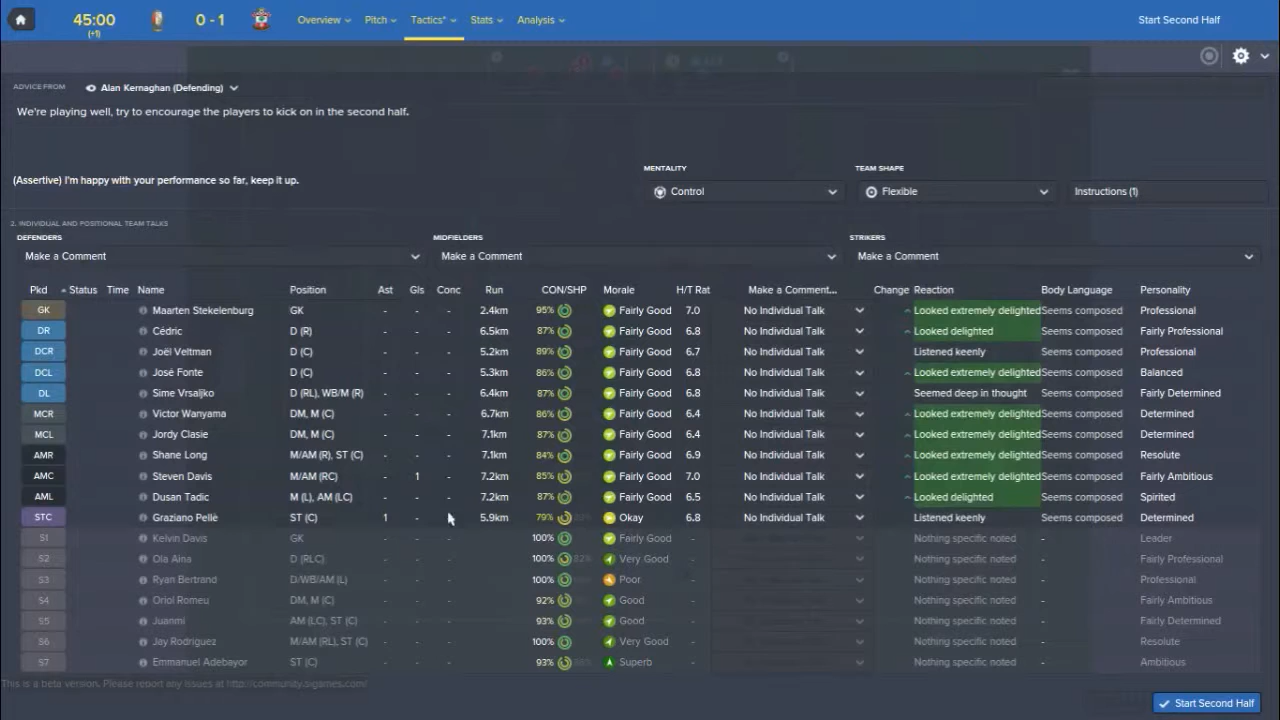 45:00 0 - 1 Overview Pitch Tactics* Stats Analysis Start Second Half
(+1)
ADVICE FROM Alan Kernaghan (Defending)
We're playing well, try to encourage the players to kick on in the second half.
MENTALITY TEAM SHAPE
(Assertive) I'm happy with your performance so far, keep it up.
Control Flexible Instructions (1)
2. INDIVIDUAL AND POSITIONAL TEAM TALKS
DEFENDERS MIDFIELDERS STRIKERS
Make a Comment Make a Comment Make a Comment
Pkd Status Time Name Position Ast Gls Conc Run CON/SHP Morale H/T Rat Make a Comment... Change Reaction Body Language Personality
GK Maarten Stekelenburg GK - - - 2.4km 95% Fairly Good 7.0 No Individual Talk Looked extremely delighted Seems composed Professional
DR Cédric D (R) - - - 6.5km 87% Fairly Good 6.8 No Individual Talk Looked delighted Seems composed Fairly Professional
DCR Joël Veltman D (C) - - - 5.2km 89% Fairly Good 6.7 No Individual Talk Listened keenly Seems composed Professional
DCL José Fonte D (C) - - - 5.3km 86% Fairly Good 6.8 No Individual Talk Looked extremely delighted Seems composed Balanced
DL Sime Vrsaljko D (RL), WB/M (R) - - - 6.4km 87% Fairly Good 6.8 No Individual Talk Seemed deep in thought Seems composed Fairly Determined
MCR Victor Wanyama DM, M (C) - - - 6.7km 86% Fairly Good 6.4 No Individual Talk Looked extremely delighted Seems composed Determined
MCL Jordy Clasie DM, M (C) - - - 7.1km 87% Fairly Good 6.4 No Individual Talk Looked extremely delighted Seems composed Determined
AMR Shane Long M/AM (R), ST (C) - - - 7.1km 84% Fairly Good 6.9 No Individual Talk Looked extremely delighted Seems composed Resolute
AMC Steven Davis M/AM (RC) - 1 - 7.2km 85% Fairly Good 7.0 No Individual Talk Looked extremely delighted Seems composed Fairly Ambitious
AML Dusan Tadic M (L), AM (LC) - - - 7.2km 87% Fairly Good 6.5 No Individual Talk Looked delighted Seems composed Spirited
STC Graziano Pellè ST (C) 1 - - 5.9km 79% Okay 6.8 No Individual Talk Listened keenly Seems composed Determined
S1 Kelvin Davis GK 100% Fairly Good - Nothing specific noted - Leader
S2 Ola Aina D (RLC) 100% Very Good - Nothing specific noted - Fairly Professional
S3 Ryan Bertrand D/WB/AM (L) 100% Poor - Nothing specific noted - Professional
S4 Oriol Romeu DM, M (C) 92% Good - Nothing specific noted - Fairly Ambitious
S5 Juanmi AM (LC), ST (C) 93% Good - Nothing specific noted - Fairly Determined
S6 Jay Rodriguez M/AM (RL), ST (C) 100% Very Good - Nothing specific noted - Resolute
S7 Emmanuel Adebayor ST (C) 93% Superb - Nothing specific noted - Ambitious
This is a beta version. Please report any issues at http://community.sigames.com/
Start Second Half